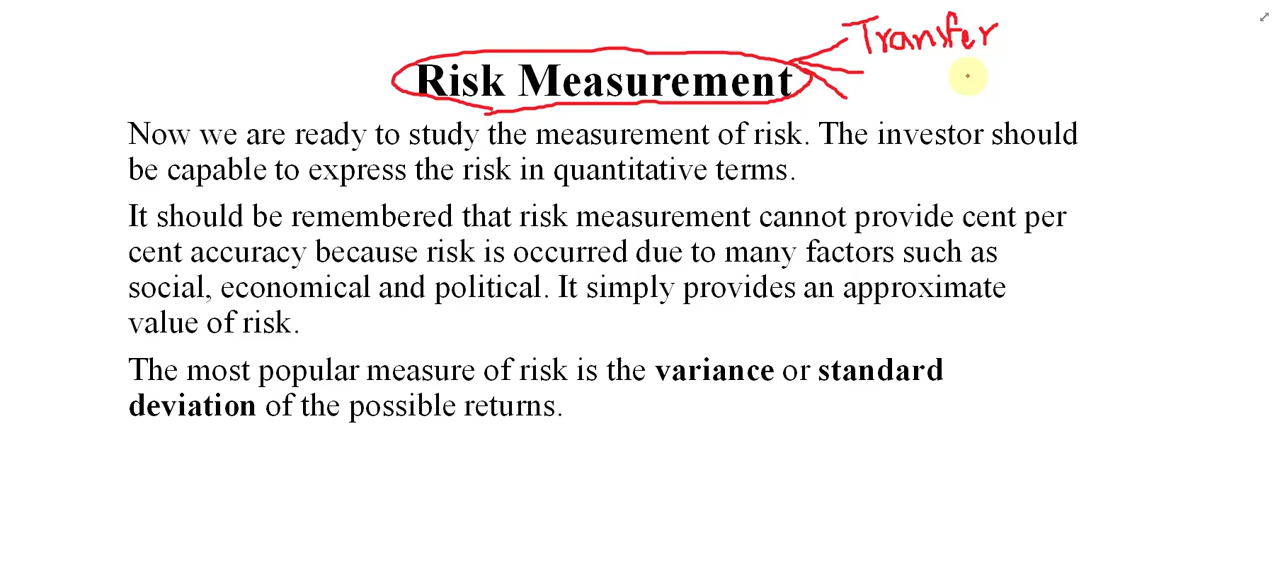 Transfer
Risk Measurement
Now we are ready to study the measurement of risk. The investor should
be capable to express the risk in quantitative terms.
It should be remembered that risk measurement cannot provide cent per
cent accuracy because risk is occurred due to many factors such as
social, economical and political. It simply provides an approximate
value of risk.
The most popular measure of risk is the variance or standard
deviation of the possible returns.